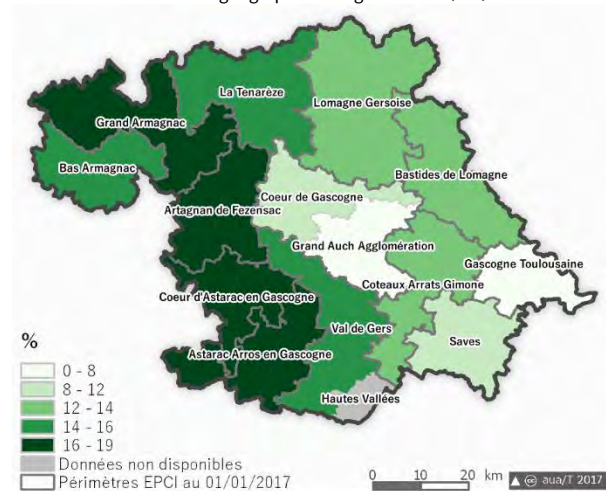 La Tenarèze
Lomagne Gersoise
Grand Armagnac
Bas Armagnac
Bastides de Lomagne
Coeur de Gascogne
Artagnan de Fezensac
Grand Auch Agglomération
Gascogne Toulousaine
Coteaux Arrats Gimone
Coeur d'Astarac en Gascogne
Val de Gers
Saves
Astarac Arros en Gascogne
Hautes Vallées
%
0 - 8
8 - 12
12 - 14
14 - 16
16 - 19
Données non disponibles
Périmètres EPCI au 01/01/2017
0 10 20 km
cc aua/T 2017